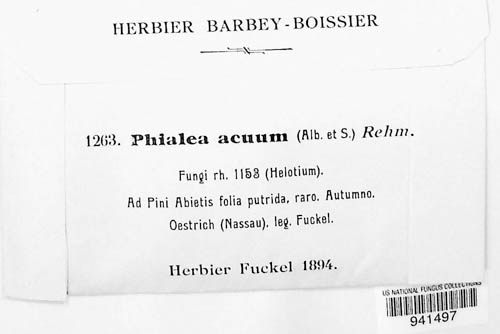 HERBIER BARBEY-BOISSIER
1263. Phialea acuum (Alb. et S.) Rehm.
Fungi rh. 1153 (Helotium).
Ad Pini Abietis folia putrida, raro. Autumno.
Oestrich (Nassau), leg. Fuckel.
Herbier Fuckel 1894.
US NATIONAL FUNGUS COLLECTIONS
941497